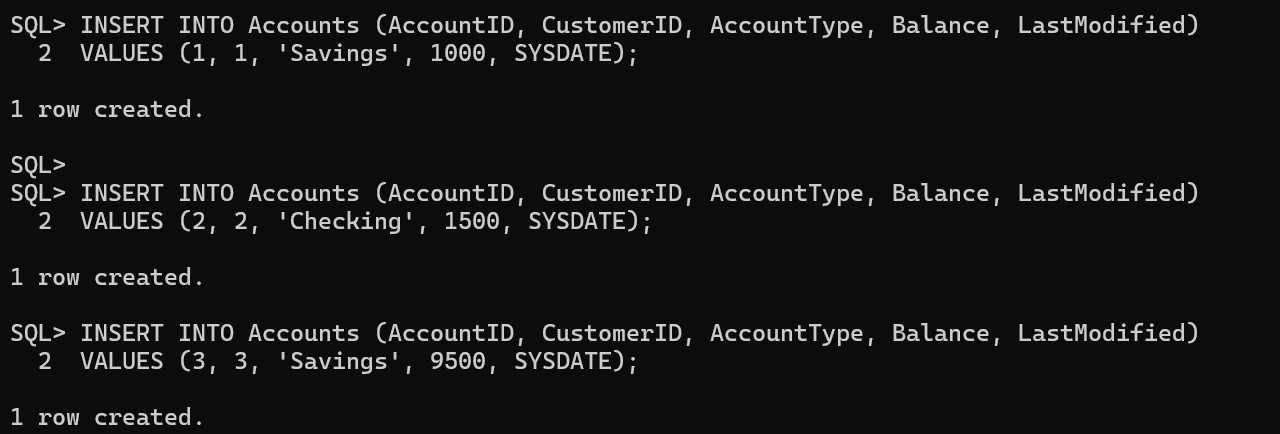 SQL> INSERT INTO Accounts (AccountID, CustomerID, AccountType, Balance, LastModified)
  2  VALUES (1, 1, 'Savings', 1000, SYSDATE);

1 row created.

SQL>
SQL> INSERT INTO Accounts (AccountID, CustomerID, AccountType, Balance, LastModified)
  2  VALUES (2, 2, 'Checking', 1500, SYSDATE);

1 row created.

SQL> INSERT INTO Accounts (AccountID, CustomerID, AccountType, Balance, LastModified)
  2  VALUES (3, 3, 'Savings', 9500, SYSDATE);

1 row created.